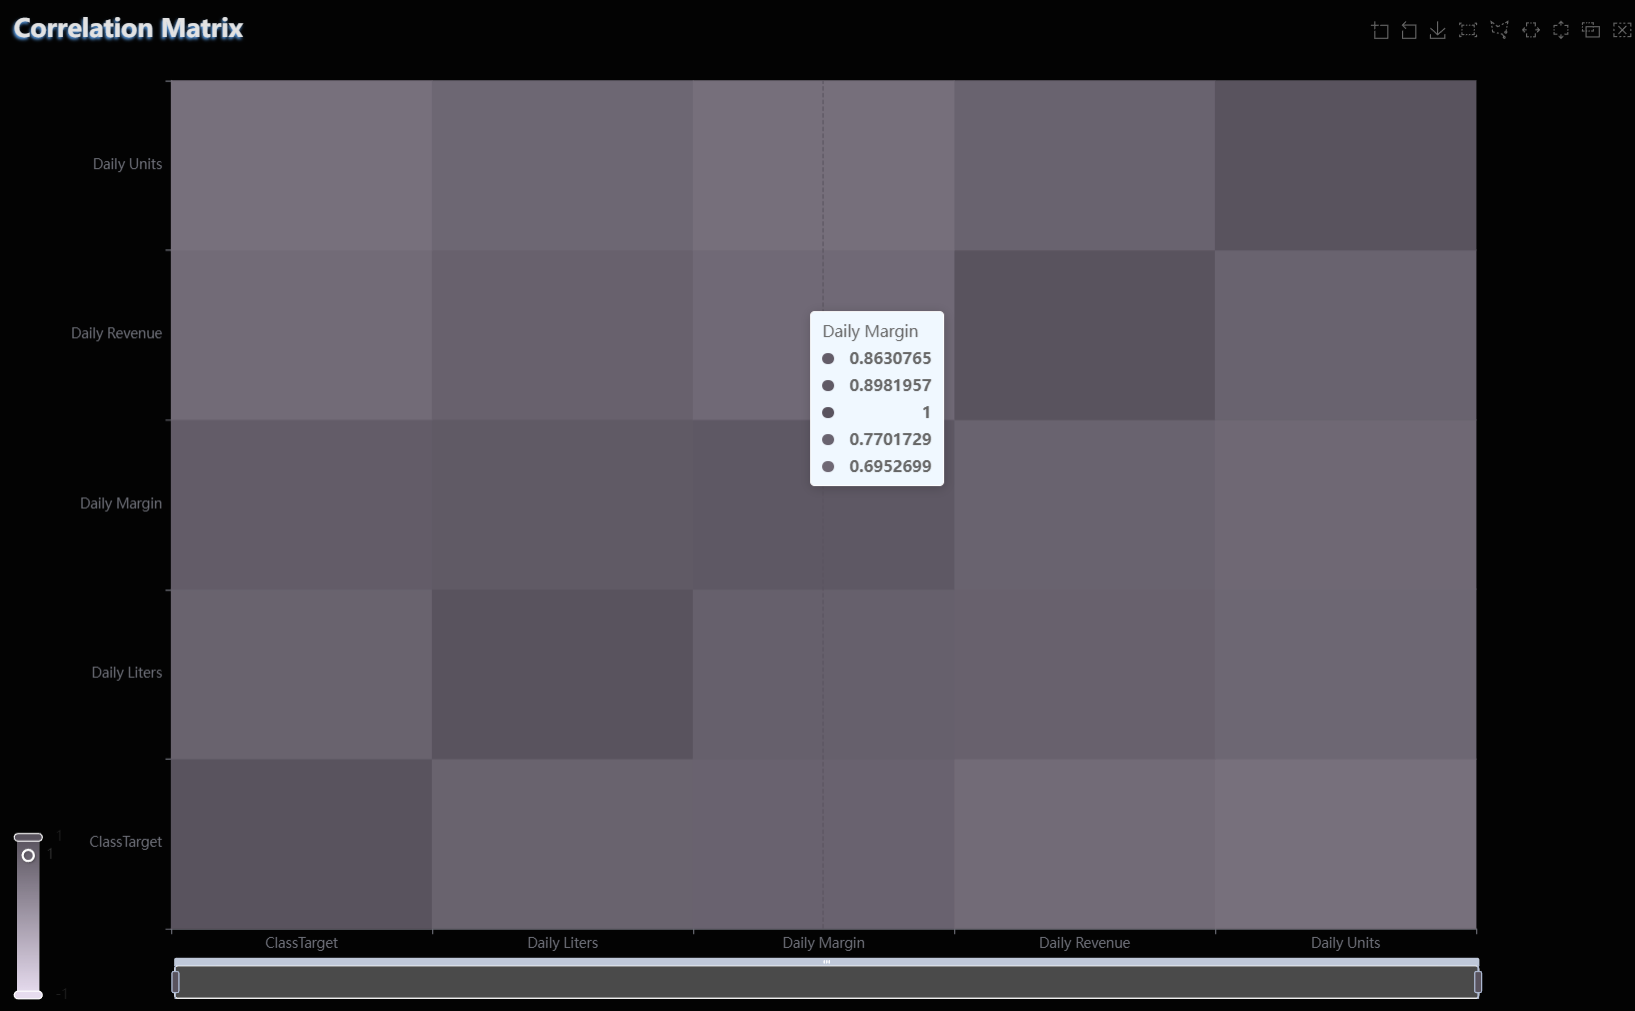 Correlation Matrix
Daily Units
Daily Revenue
Daily Margin
0.8630765
0.8981957
1
0.7701729
0.6952699
Daily Margin
Daily Liters
ClassTarget
1
1
-1
ClassTarget
Daily Liters
Daily Margin
Daily Revenue
Daily Units